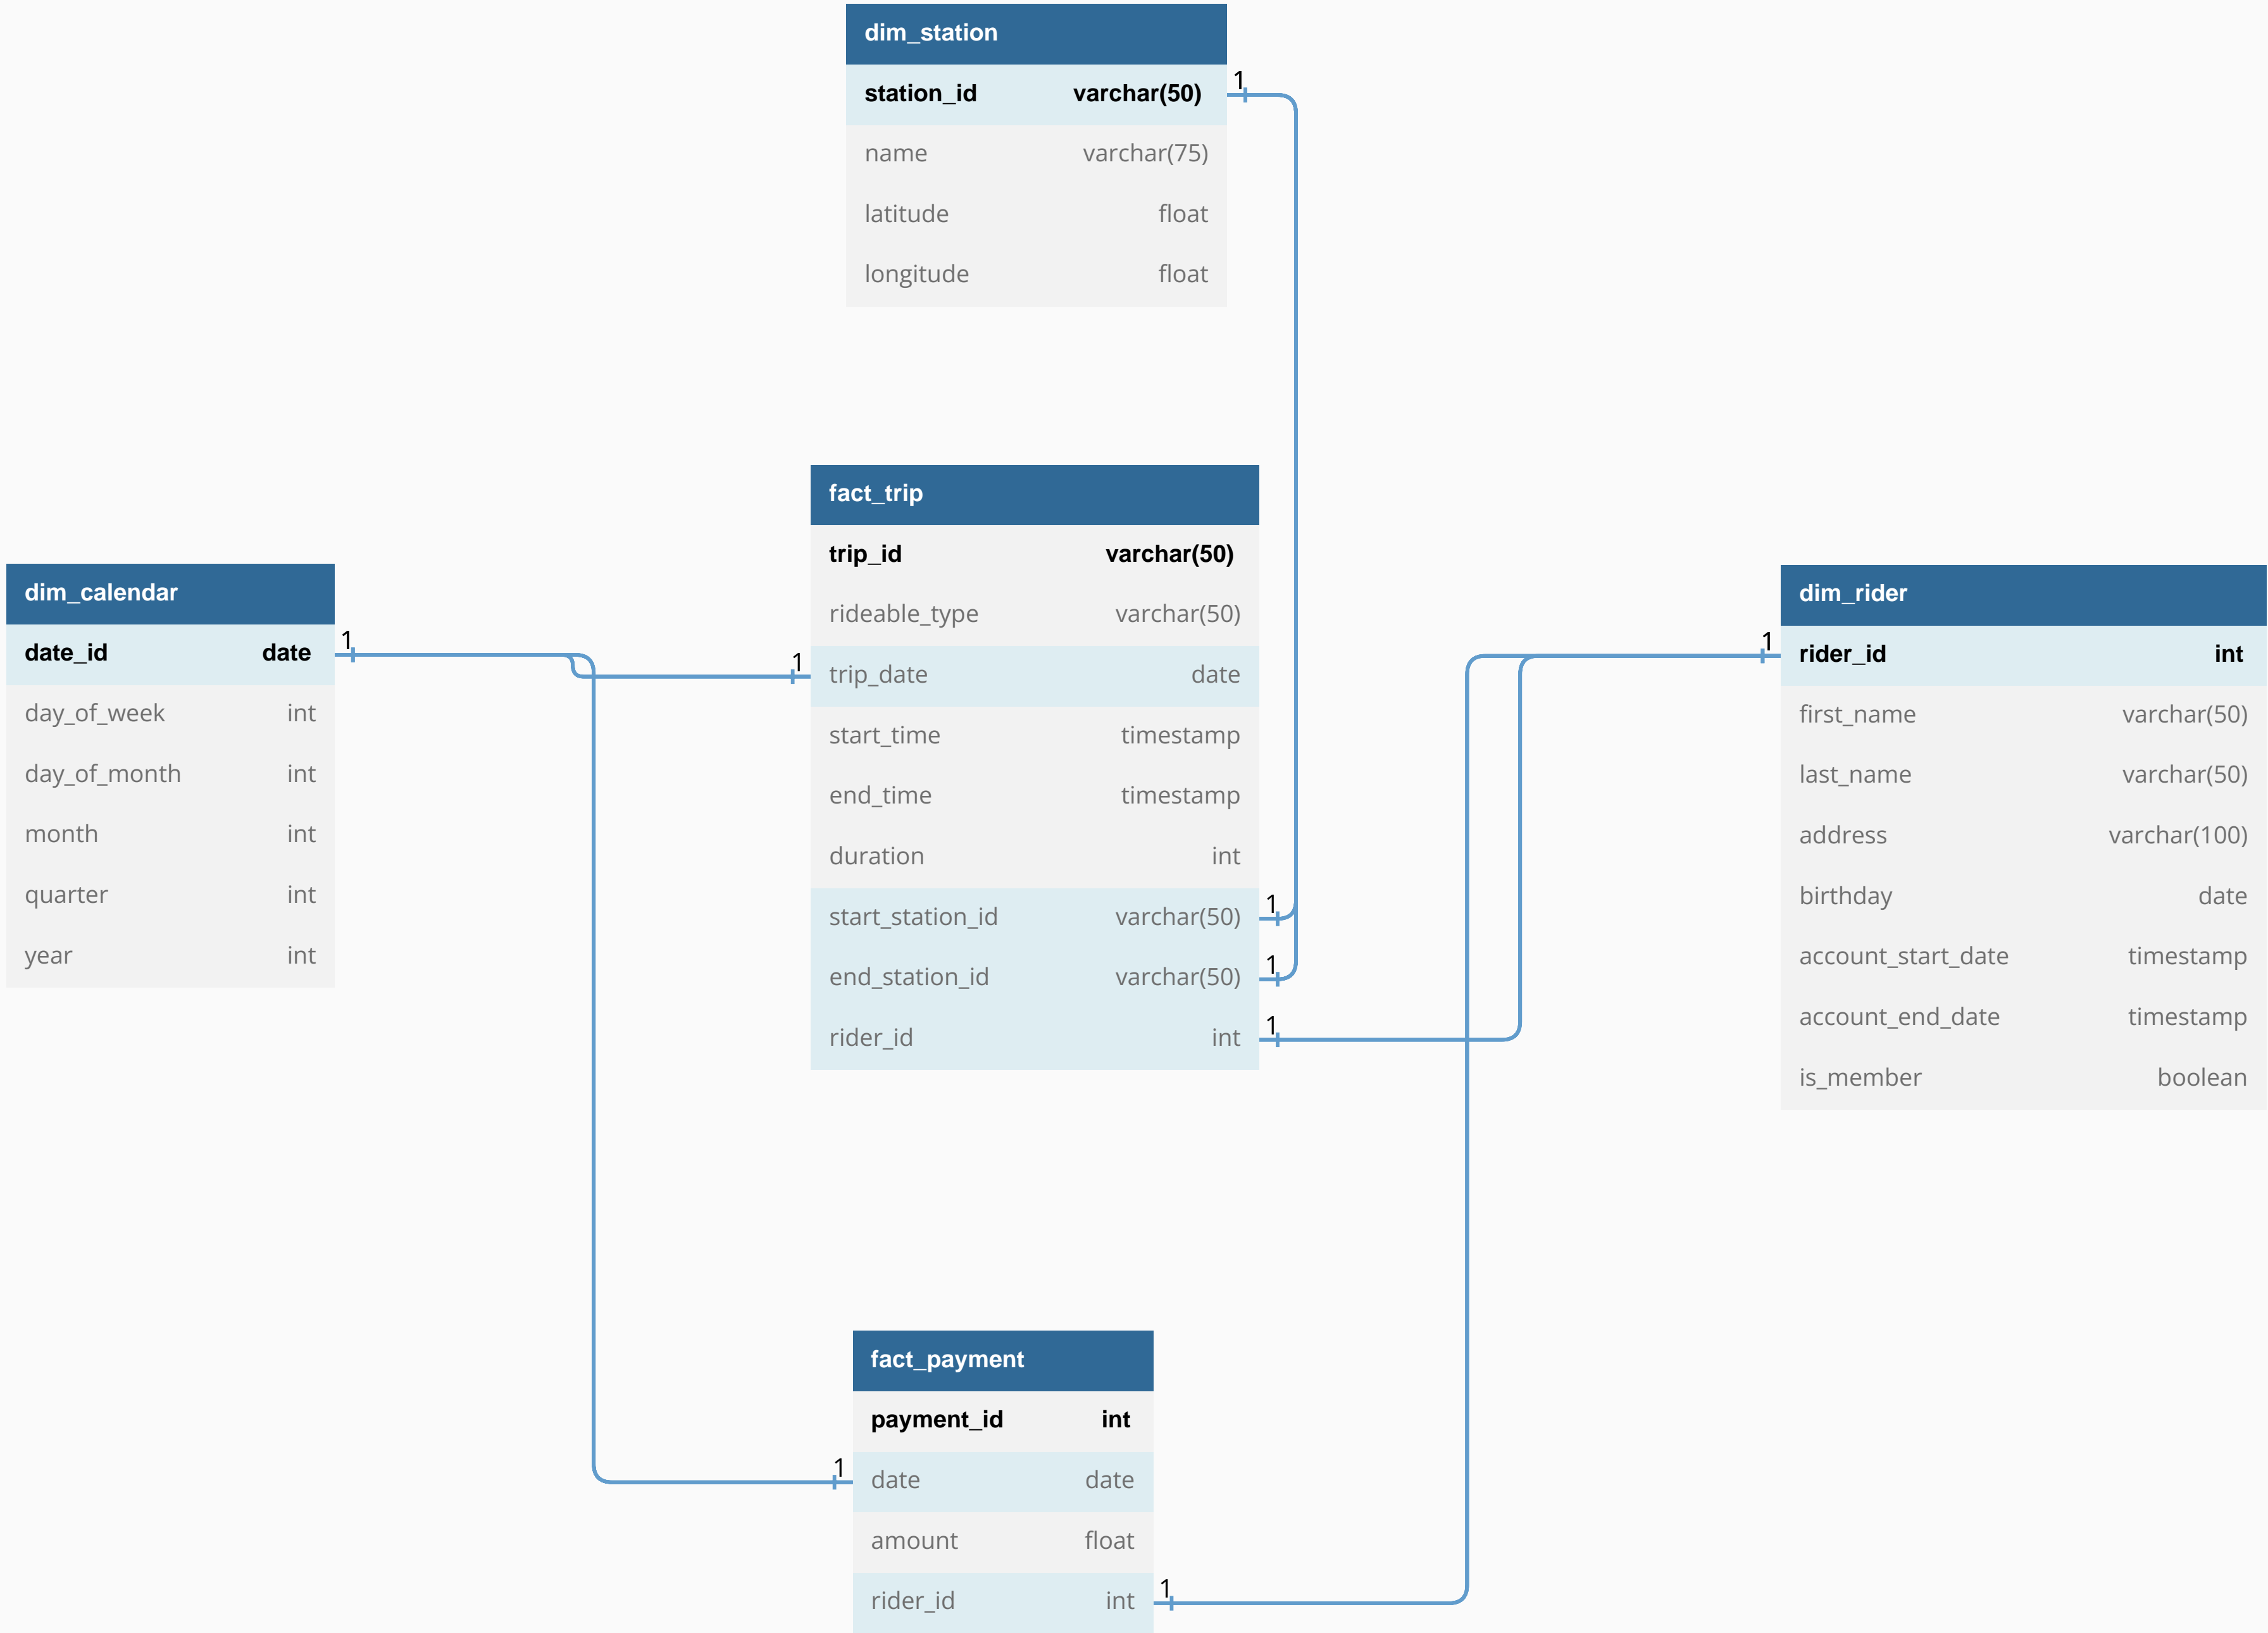 dim_station
1
station_id varchar(50)
name varchar(75)
latitude float
longitude float
fact_trip
trip_id varchar(50)
rideable_type varchar(50)
1
trip_date date
start_time timestamp
end_time timestamp
duration int
1
start_station_id varchar(50)
1
end_station_id varchar(50)
1
rider_id int
dim_calendar
1
date_id date
day_of_week int
day_of_month int
month int
quarter int
year int
dim_rider
1
rider_id int
first_name varchar(50)
last_name varchar(50)
address varchar(100)
birthday date
account_start_date timestamp
account_end_date timestamp
is_member boolean
fact_payment
payment_id int
1
date date
amount float
1
rider_id int